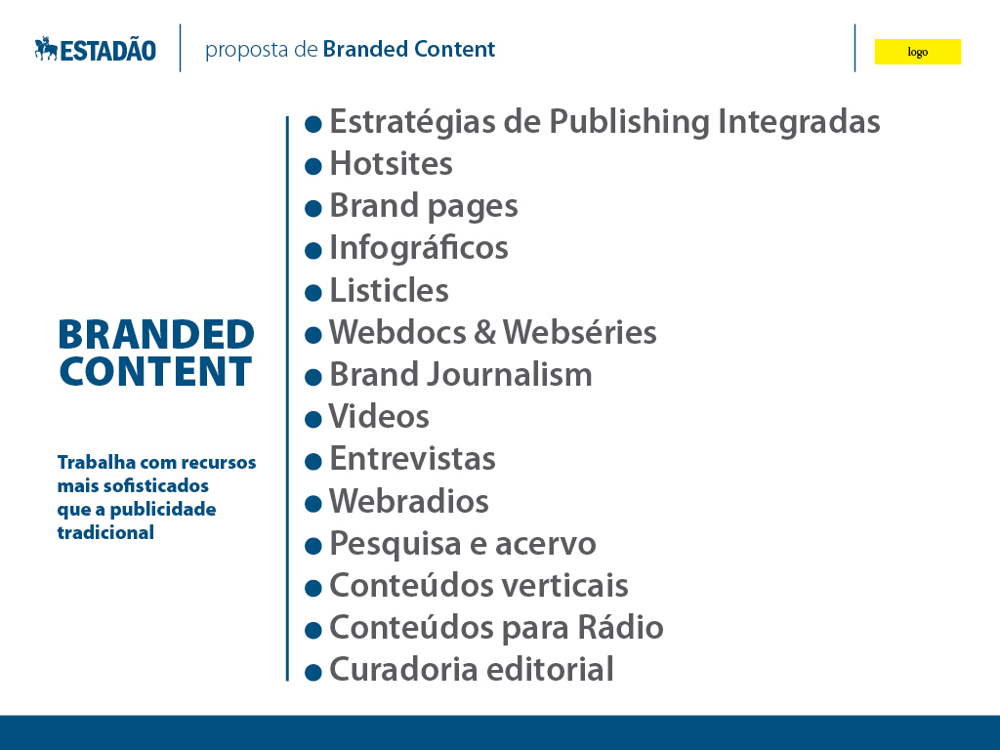 ESTADÃO
proposta de Branded Content
logo
BRANDED
CONTENT
Trabalha com recursos
mais sofisticados
que a publicidade
tradicional
● Estratégias de Publishing Integradas
● Hotsites
● Brand pages
● Infográficos
● Listicles
● Webdocs & Webséries
● Brand Journalism
● Videos
● Entrevistas
● Webradios
● Pesquisa e acervo
● Conteúdos verticais
● Conteúdos para Rádio
● Curadoria editorial